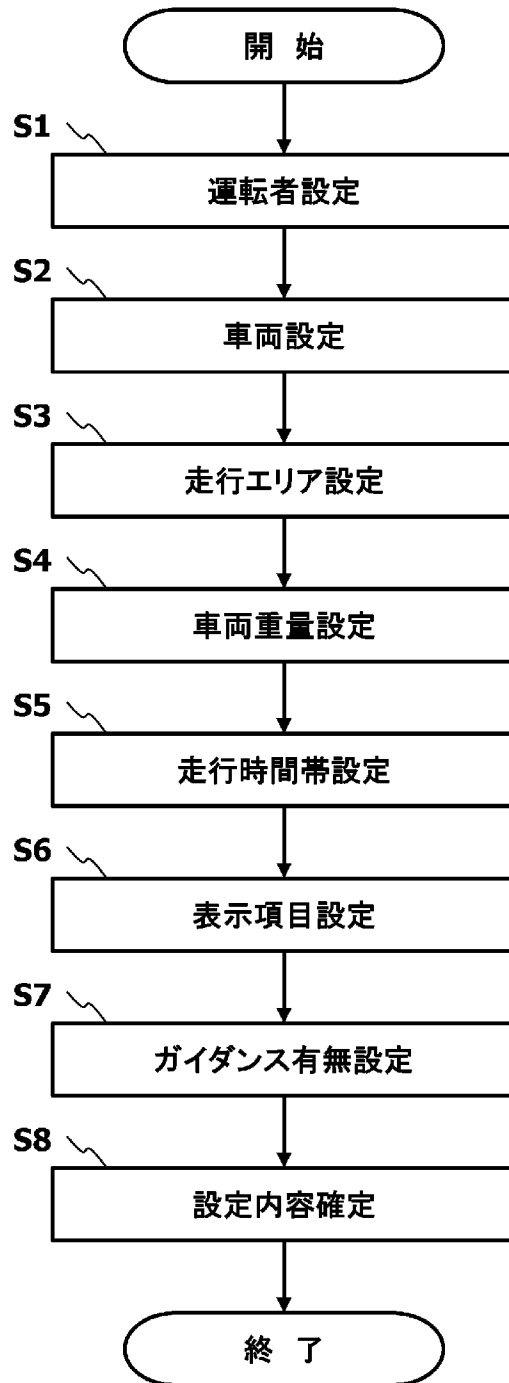 開 始
S1
運転者設定
S2
車両設定
S3
走行エリア設定
S4
車両重量設定
S5
走行時間帯設定
S6
表示項目設定
S7
ガイダンス有無設定
S8
設定内容確定
終 了